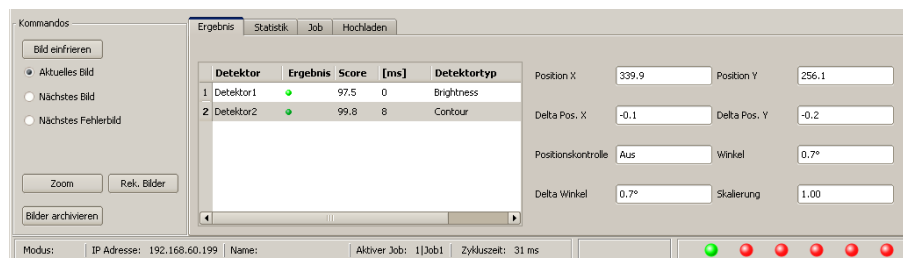 Kommandos
Bild einfrieren
Aktuelles Bild
Nächstes Bild
Nächstes Fehlerbild
Zoom Rek. Bilder
Bilder archivieren
Ergebnis Statistik Job Hochladen
Detektor Ergebnis Score [ms] Detektortyp
1 Detektor1 97.5 0 Brightness
2 Detektor2 99.8 8 Contour
Position X 339.9 Position Y 256.1
Delta Pos. X -0.1 Delta Pos. Y -0.2
Positionskontrolle Aus Winkel 0.7°
Delta Winkel 0.7° Skalierung 1.00
Modus: IP Adresse: 192.168.60.199 Name: Aktiver Job: 1|Job1 Zykluszeit: 31 ms